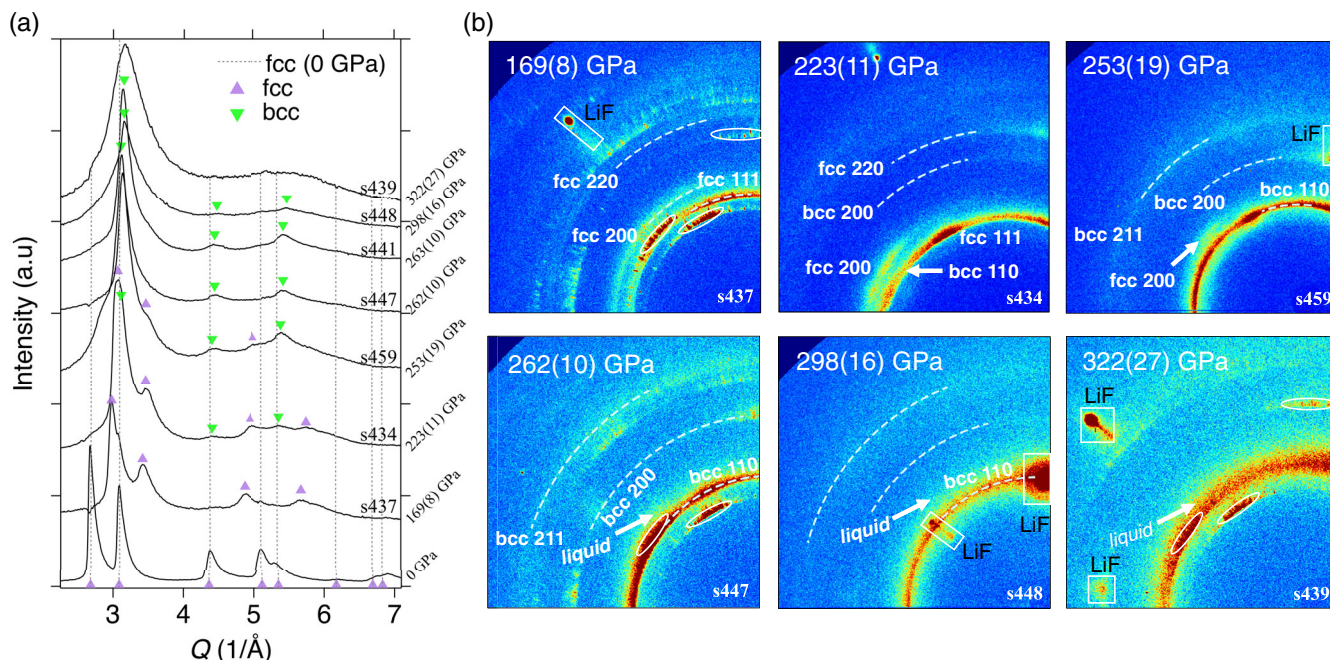 (a)
fcc (0 GPa)
fcc
bcc
s439
322(27) GPa
s448
298(16) GPa
s441
263(10) GPa
s447
262(10) GPa
s459
253(19) GPa
s434
223(11) GPa
s437
169(8) GPa
0 GPa
Intensity (a.u)
3 4 5 6 7
Q (1/Å)
(b)
169(8) GPa
LiF
fcc 220
fcc 111
fcc 200
s437
223(11) GPa
fcc 220
bcc 200
fcc 111
fcc 200
bcc 110
s434
253(19) GPa
LiF
bcc 110
bcc 200
bcc 211
fcc 200
s459
262(10) GPa
bcc 110
bcc 200
bcc 211
liquid
s447
298(16) GPa
bcc 110
liquid
LiF
LiF
s448
322(27) GPa
LiF
liquid
LiF
s439